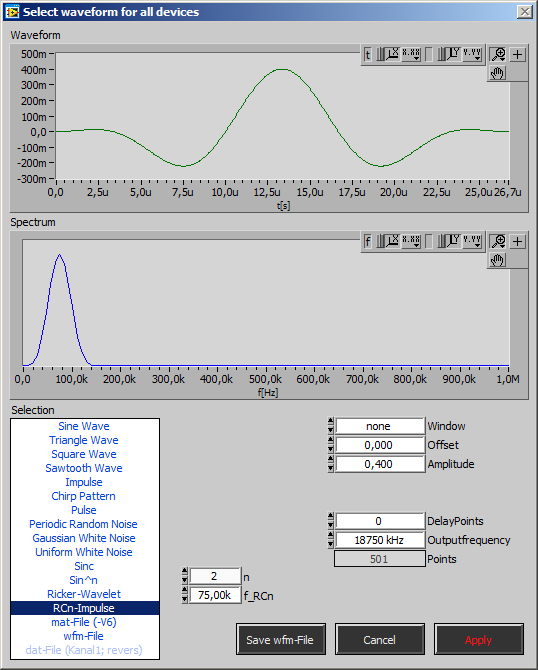 Select waveform for all devices
Waveform
500m
400m
300m
200m
100m
0,0
-100m
-200m
-300m
0,0 2,5u 5,0u 7,5u 10,0u 12,5u 15,0u 17,5u 20,0u 22,5u 25,0u 26,7u
t[s]
t X X.XX Y Y.YY
Spectrum
f X X.XX Y Y.YY
0,0 100,0k 200,0k 300,0k 400,0k 500,0k 600,0k 700,0k 800,0k 900,0k 1,0M
f[Hz]
Selection
Sine Wave
Triangle Wave
Square Wave
Sawtooth Wave
Impulse
Chirp Pattern
Pulse
Periodic Random Noise
Gaussian White Noise
Uniform White Noise
Sinc
Sin^n
Ricker-Wavelet
RCn-Impulse
mat-File (-V6)
wfm-File
dat-File (Kanal1; revers)
none Window
0,000 Offset
0,400 Amplitude
0 DelayPoints
18750 kHz Outputfrequency
501 Points
2 n
75,00k f_RCn
Save wfm-File Cancel Apply